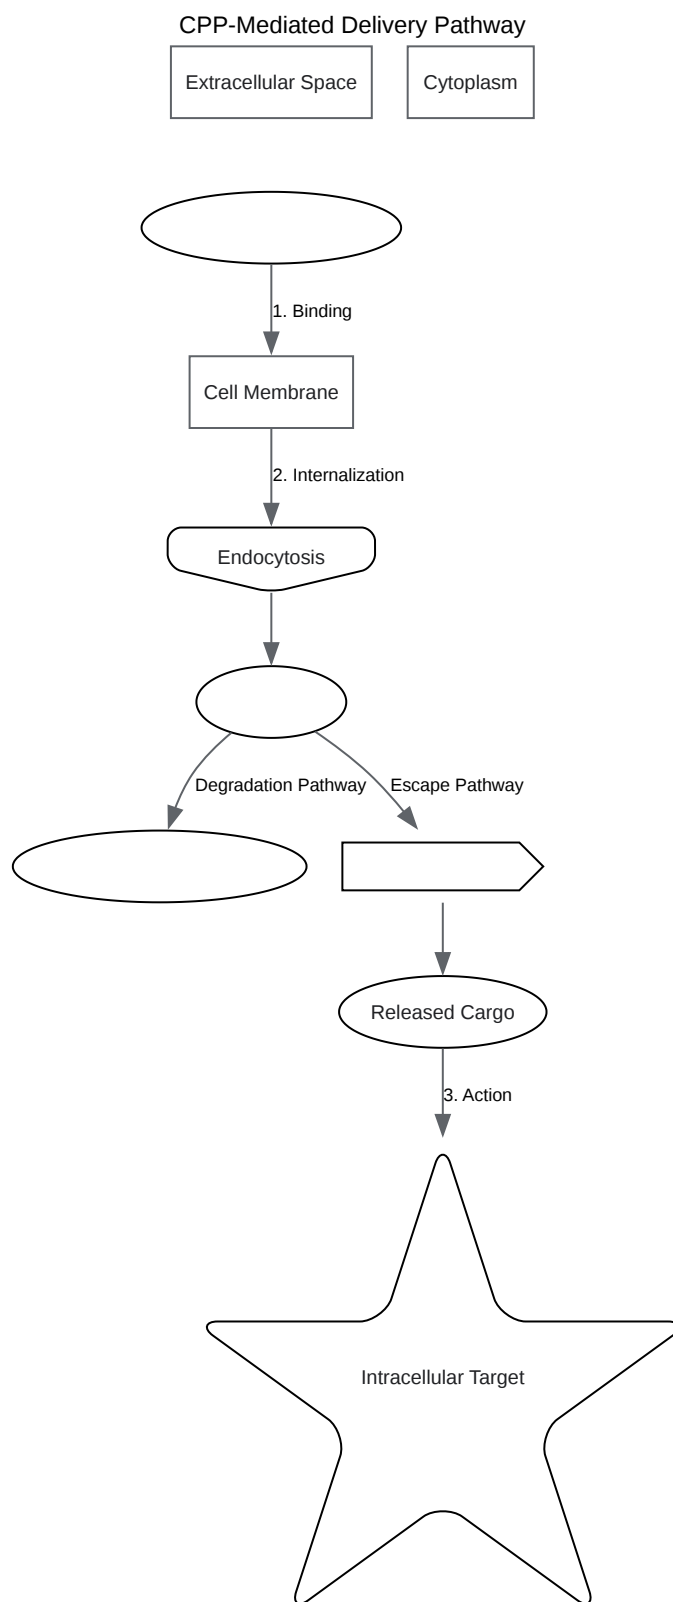 CPP-Mediated Delivery Pathway
Extracellular Space
Cytoplasm
1. Binding
Cell Membrane
2. Internalization
Endocytosis
Degradation Pathway
Escape Pathway
Released Cargo
3. Action
Intracellular Target